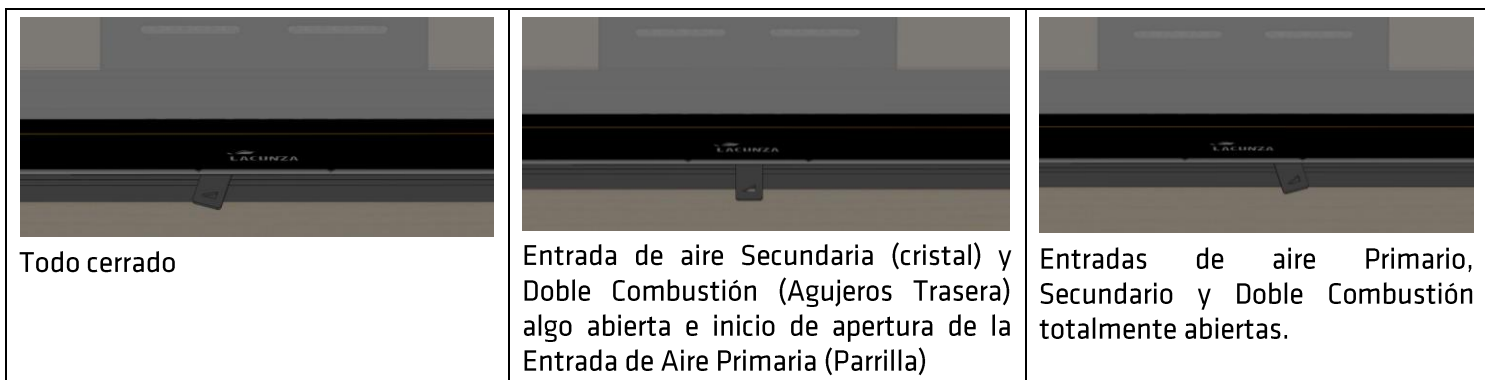 LACUNZA
Todo cerrado
LACUNZA
Entrada de aire Secundaria (cristal) y
Doble Combustión (Agujeros Trasera)
algo abierta e inicio de apertura de la
Entrada de Aire Primaria (Parrilla)
LACUNZA
Entradas de aire Primario,
Secundario y Doble Combustión
totalmente abiertas.